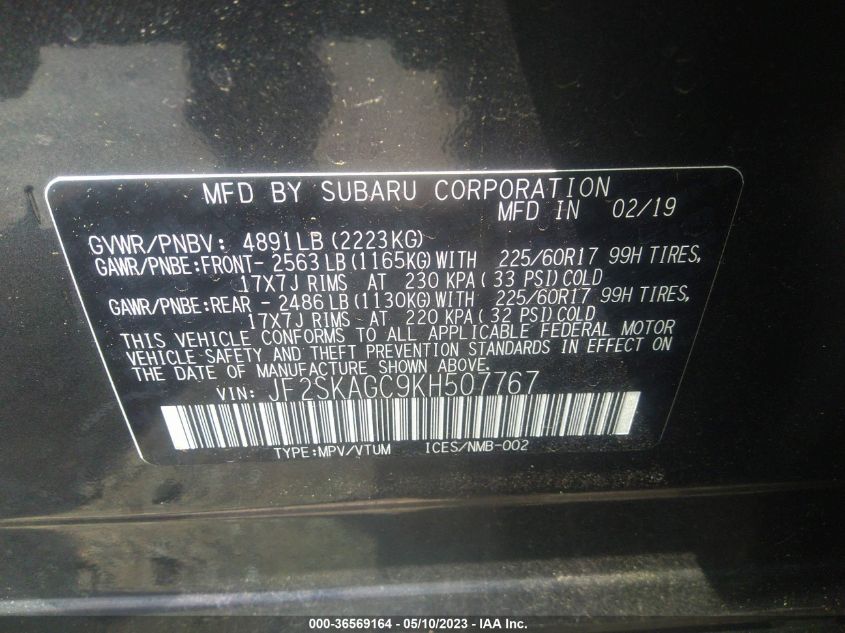 MFD BY SUBARU CORPORATION
MFD IN 02/19
GVWR/PNBV: 4891LB(2223KG)
GAWR/PNBE:FRONT- 2563LB(1165KG)WITH 225/60R17 99H TIRES,
17X7J RIMS AT 230 KPA( 33 PSI)COLD
GAWR/PNBE:REAR - 2486LB(1130KG)WITH 225/60R17 99H TIRES,
17X7J RIMS AT 220 KPA( 32 PSI)COLD
THIS VEHICLE CONFORMS TO ALL APPLICABLE FEDERAL MOTOR
VEHICLE SAFETY AND THEFT PREVENTION STANDARDS IN EFFECT ON
THE DATE OF MANUFACTURE SHOWN ABOVE.
VIN: JF2SKAGC9KH507767
TYPE:MPV/VTUM ICES/NMB-002
000-36569164 - 05/10/2023 - IAA Inc.